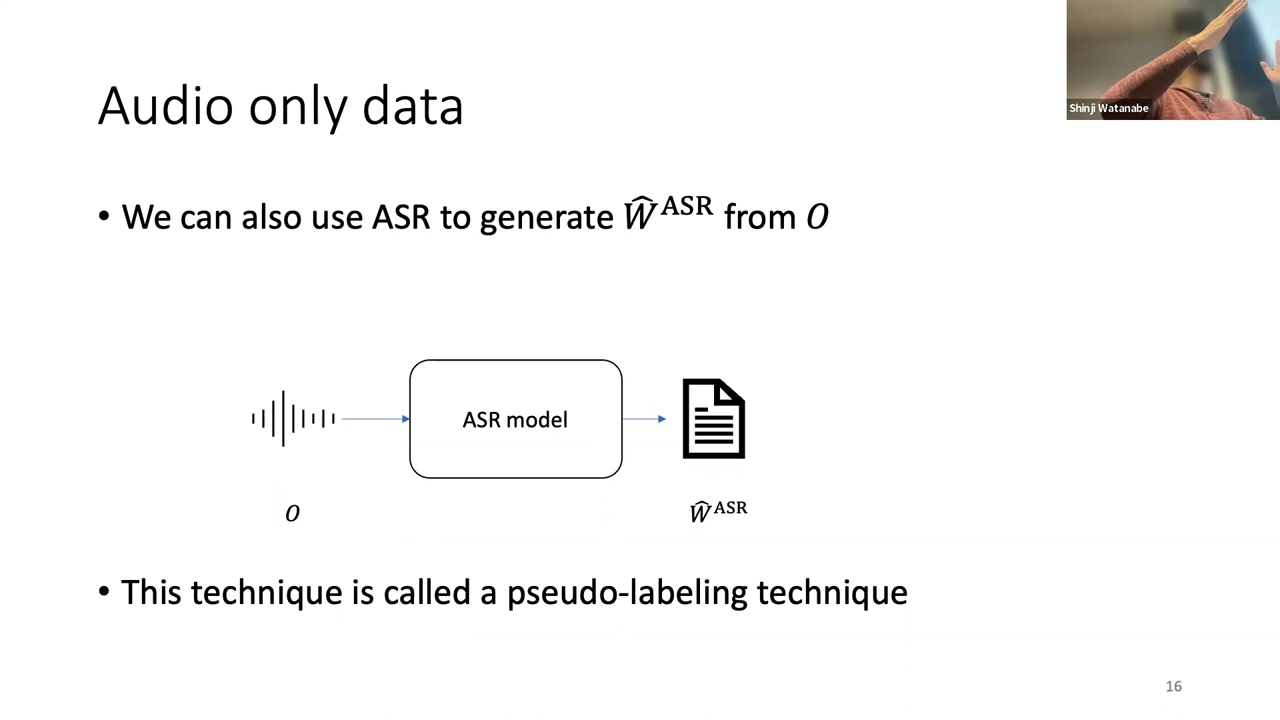 Shinji Watanabe
Audio only data
• We can also use ASR to generate Ŵ^ASR from O
ASR model
O
Ŵ^ASR
• This technique is called a pseudo-labeling technique
16